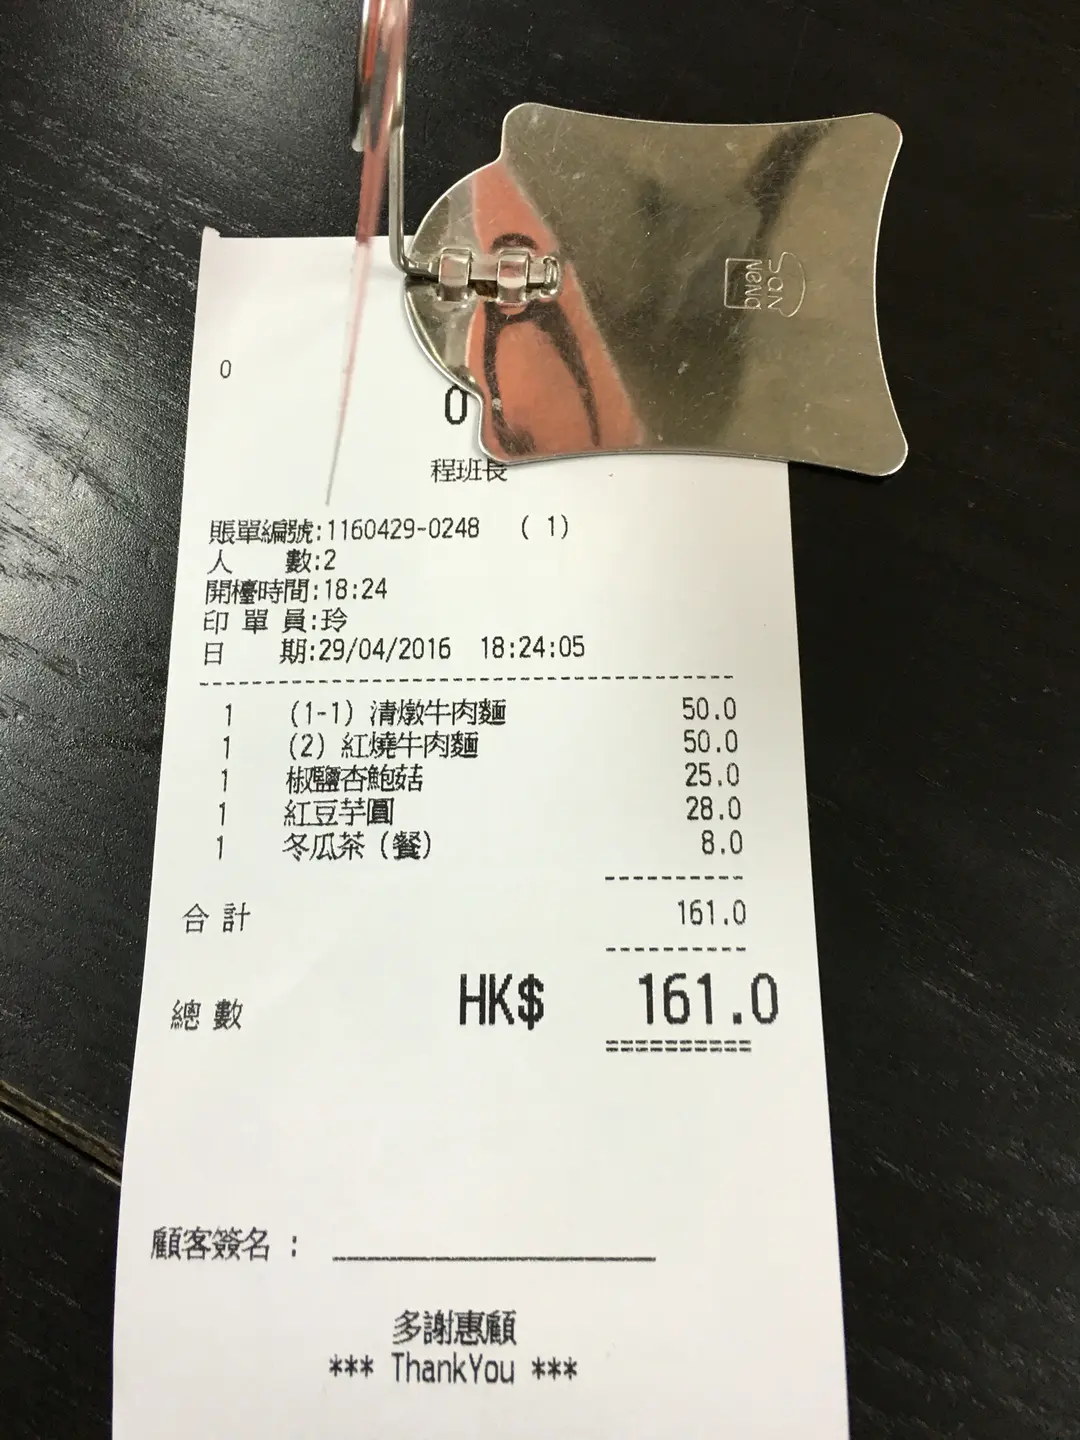 San
Neng
0
0
程班長
賬單編號:1160429-0248 ( 1)
人 數:2
開檯時間:18:24
印 單 員:玲
日 期:29/04/2016 18:24:05
1 (1-1) 清燉牛肉麵 50.0
1 (2) 紅燒牛肉麵 50.0
1 椒鹽杏鮑菇 25.0
1 紅豆芋圓 28.0
1 冬瓜茶 (餐) 8.0
合 計 161.0
總 數 HK$ 161.0
==========
顧客簽名 :
多謝惠顧
*** ThankYou ***